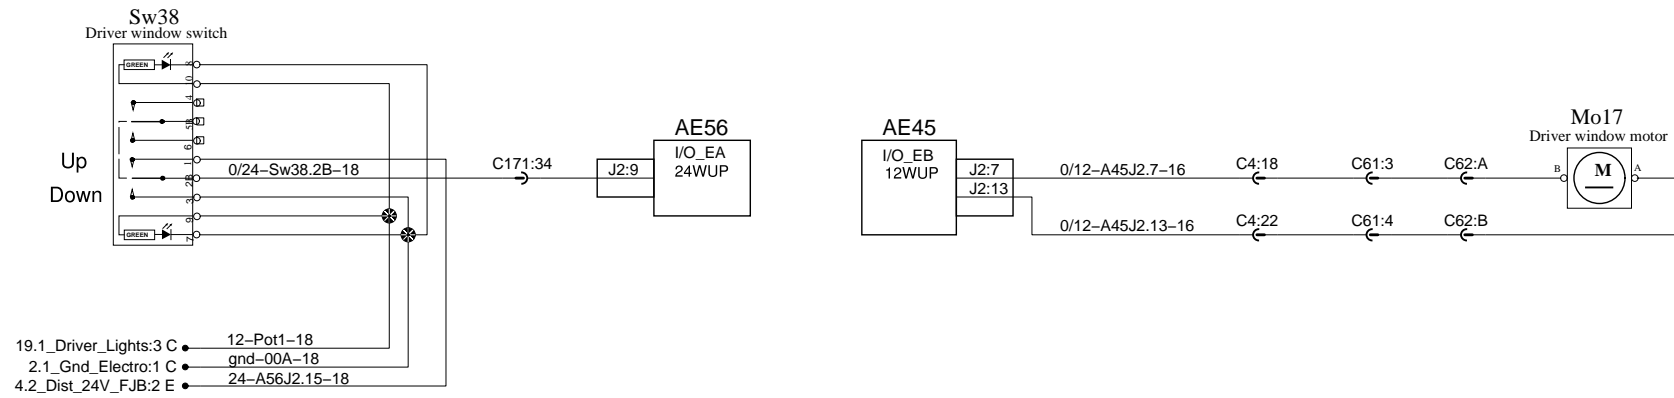 Sw38
Driver window switch
GREEN
8
0
4
5B
6
1
2B
3
9
7
GREEN
Up
Down
0/24-Sw38.2B-18
C171:34
J2:9
AE56
I/O_EA
24WUP
AE45
I/O_EB
12WUP
J2:7
J2:13
0/12-A45J2.7-16
C4:18
C61:3
C62:A
0/12-A45J2.13-16
C4:22
C61:4
C62:B
Mo17
Driver window motor
B
M
A
19.1_Driver_Lights:3 C
12-Pot1-18
2.1_Gnd_Electro:1 C
gnd-00A-18
4.2_Dist_24V_FJB:2 E
24-A56J2.15-18